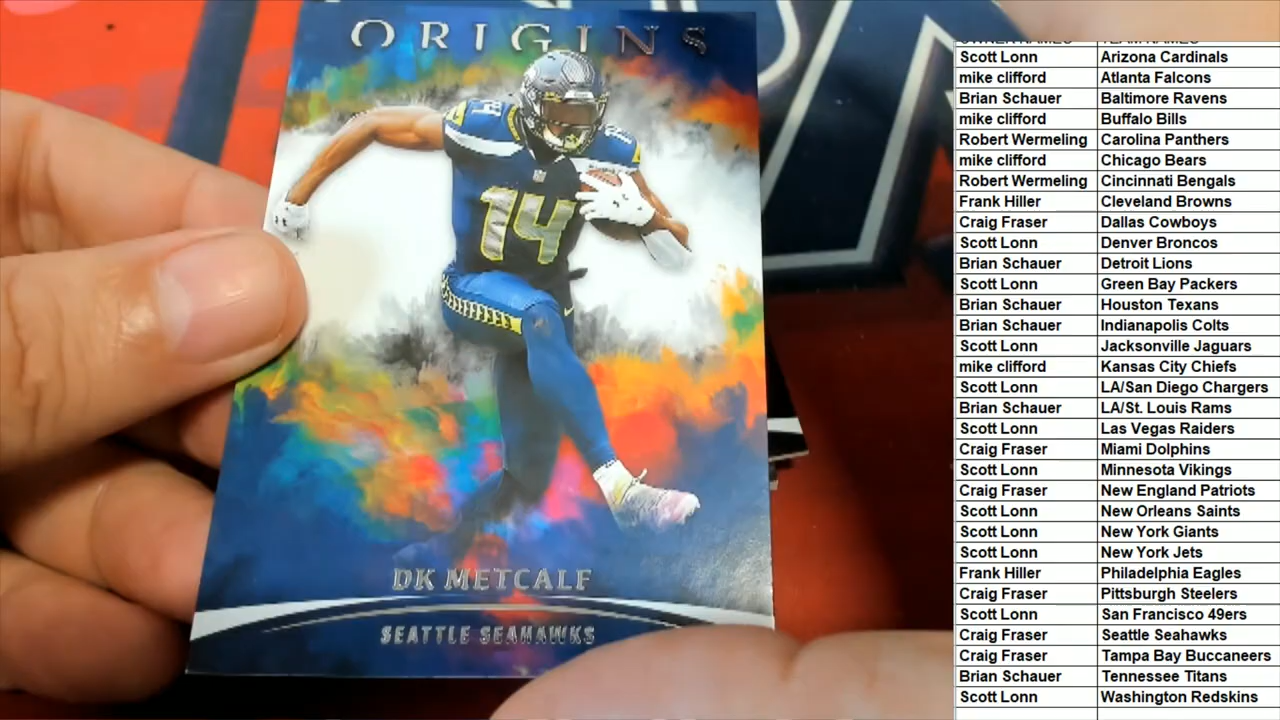 ORIGINS
14
14
DK METCALF
SEATTLE SEAHAWKS
OWNER NAMES TEAM NAMES
Scott Lonn Arizona Cardinals
mike clifford Atlanta Falcons
Brian Schauer Baltimore Ravens
mike clifford Buffalo Bills
Robert Wermeling Carolina Panthers
mike clifford Chicago Bears
Robert Wermeling Cincinnati Bengals
Frank Hiller Cleveland Browns
Craig Fraser Dallas Cowboys
Scott Lonn Denver Broncos
Brian Schauer Detroit Lions
Scott Lonn Green Bay Packers
Brian Schauer Houston Texans
Brian Schauer Indianapolis Colts
Scott Lonn Jacksonville Jaguars
mike clifford Kansas City Chiefs
Scott Lonn LA/San Diego Chargers
Brian Schauer LA/St. Louis Rams
Scott Lonn Las Vegas Raiders
Craig Fraser Miami Dolphins
Scott Lonn Minnesota Vikings
Craig Fraser New England Patriots
Scott Lonn New Orleans Saints
Scott Lonn New York Giants
Scott Lonn New York Jets
Frank Hiller Philadelphia Eagles
Craig Fraser Pittsburgh Steelers
Scott Lonn San Francisco 49ers
Craig Fraser Seattle Seahawks
Craig Fraser Tampa Bay Buccaneers
Brian Schauer Tennessee Titans
Scott Lonn Washington Redskins